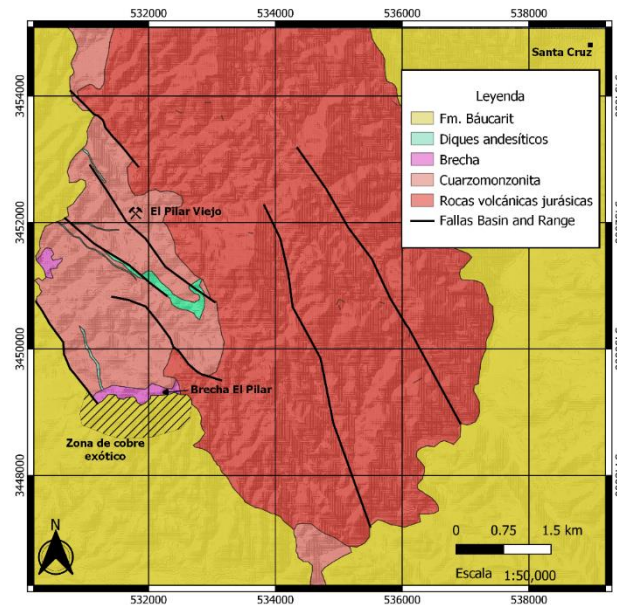 532000 534000 536000 538000
Santa Cruz
3454000
Leyenda
Fm. Báucarit
Diques andesíticos
Brecha
Cuarzomonzonita
Rocas volcánicas jurásicas
Fallas Basin and Range
El Pilar Viejo
3452000
3450000
Brecha El Pilar
Zona de cobre
exótico
3448000
N
0 0.75 1.5 km
Escala 1:50,000
532000 534000 536000 538000